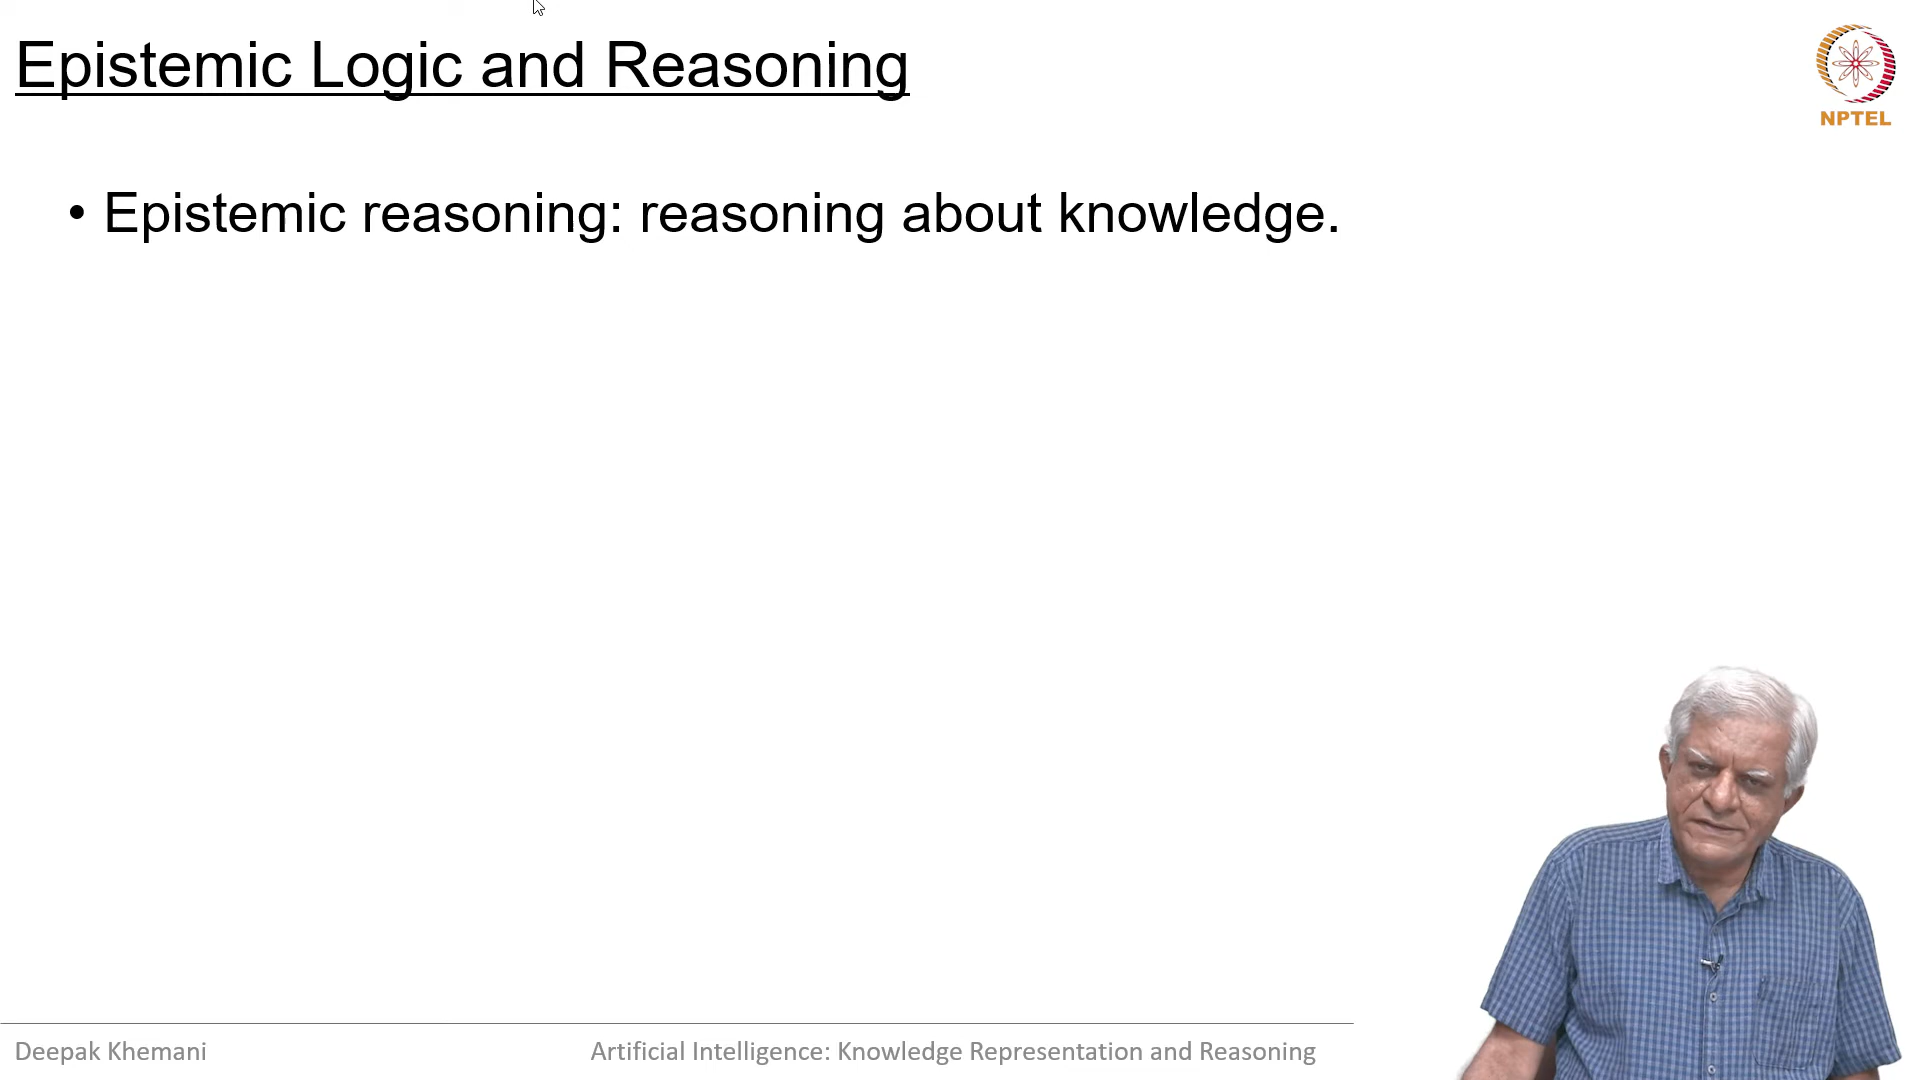 Epistemic Logic and Reasoning
NPTEL
• Epistemic reasoning: reasoning about knowledge.
Deepak Khemani
Artificial Intelligence: Knowledge Representation and Reasoning